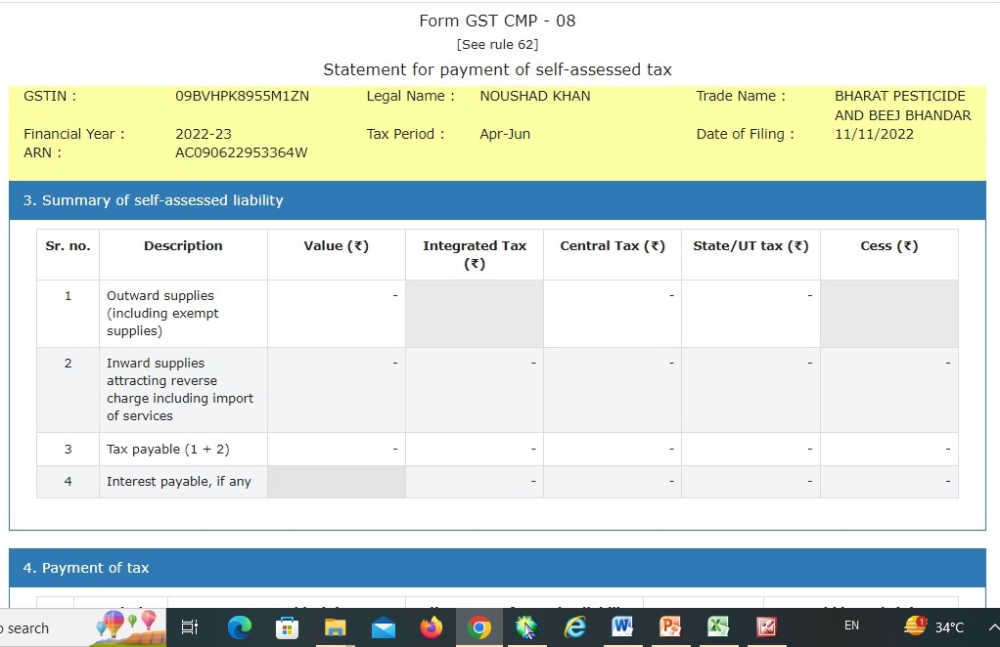 Form GST CMP - 08
[See rule 62]
Statement for payment of self-assessed tax
GSTIN : 09BVHPK8955M1ZN Legal Name : NOUSHAD KHAN Trade Name : BHARAT PESTICIDE
AND BEEJ BHANDAR
Financial Year : 2022-23 Tax Period : Apr-Jun Date of Filing : 11/11/2022
ARN : AC090622953364W
3. Summary of self-assessed liability
Sr. no. Description Value (₹) Integrated Tax Central Tax (₹) State/UT tax (₹) Cess (₹)
(₹)
1 Outward supplies - - -
(including exempt
supplies)
2 Inward supplies - - - - -
attracting reverse
charge including import
of services
3 Tax payable (1 + 2) - - - - -
4 Interest payable, if any - - - -
4. Payment of tax
search
EN
1
34°C